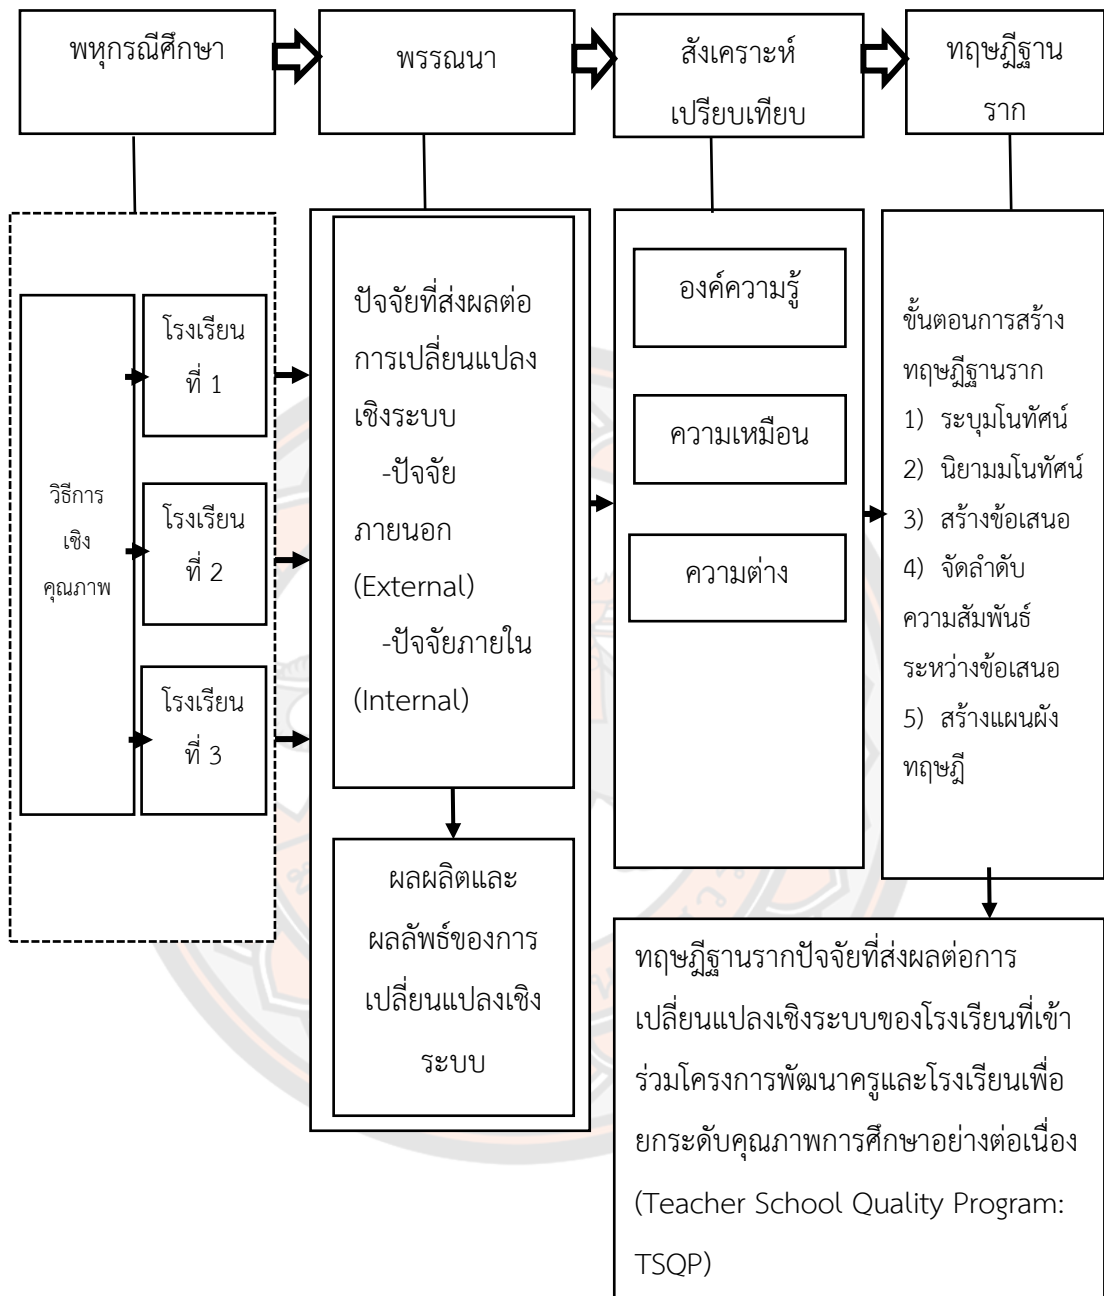 พหุกรณีศึกษา
พรรณนา
สังเคราะห์
เปรียบเทียบ
ทฤษฎีฐาน
ราก
วิธีการ
เชิง
คุณภาพ
โรงเรียน
ที่ 1
โรงเรียน
ที่ 2
โรงเรียน
ที่ 3
ปัจจัยที่ส่งผลต่อ
การเปลี่ยนแปลง
เชิงระบบ
-ปัจจัย
ภายนอก
(External)
-ปัจจัยภายใน
(Internal)
ผลผลิตและ
ผลลัพธ์ของการ
เปลี่ยนแปลงเชิง
ระบบ
องค์ความรู้
ความเหมือน
ความต่าง
ขั้นตอนการสร้าง
ทฤษฎีฐานราก
1) ระบุมโนทัศน์
2) นิยามมโนทัศน์
3) สร้างข้อเสนอ
4) จัดลำดับ
ความสัมพันธ์
ระหว่างข้อเสนอ
5) สร้างแผนผัง
ทฤษฎี
ทฤษฎีฐานรากปัจจัยที่ส่งผลต่อการ
เปลี่ยนแปลงเชิงระบบของโรงเรียนที่เข้า
ร่วมโครงการพัฒนาครูและโรงเรียนเพื่อ
ยกระดับคุณภาพการศึกษาอย่างต่อเนื่อง
(Teacher School Quality Program:
TSQP)